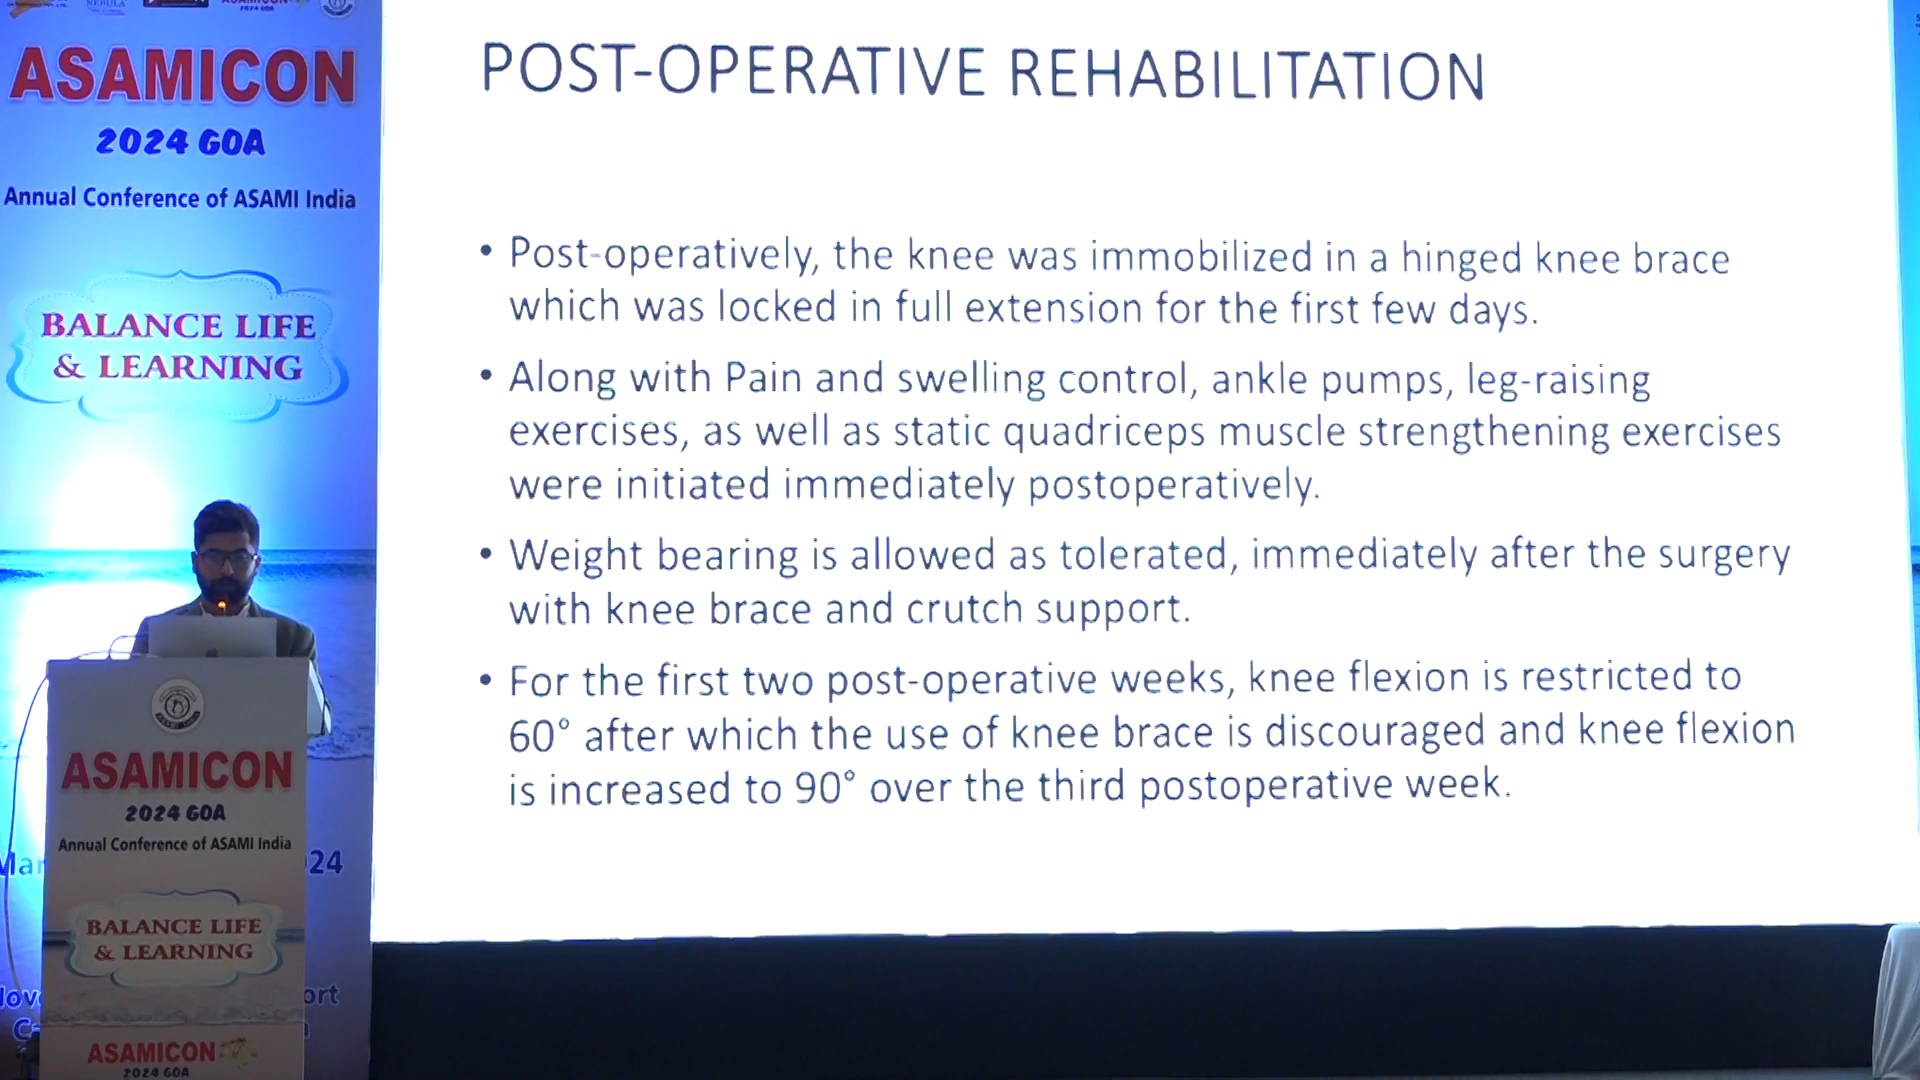 NEBULA
ASAMICON
2024 GOA
Annual Conference of ASAMI India
BALANCE LIFE
& LEARNING
POST-OPERATIVE REHABILITATION
• Post-operatively, the knee was immobilized in a hinged knee brace
which was locked in full extension for the first few days.
• Along with Pain and swelling control, ankle pumps, leg-raising
exercises, as well as static quadriceps muscle strengthening exercises
were initiated immediately postoperatively.
• Weight bearing is allowed as tolerated, immediately after the surgery
with knee brace and crutch support.
• For the first two post-operative weeks, knee flexion is restricted to
60° after which the use of knee brace is discouraged and knee flexion
is increased to 90° over the third postoperative week.
ASAMICON
2024 GOA
Annual Conference of ASAMI India
24
BALANCE LIFE
& LEARNING
ort
ASAMICON
2024 GOA